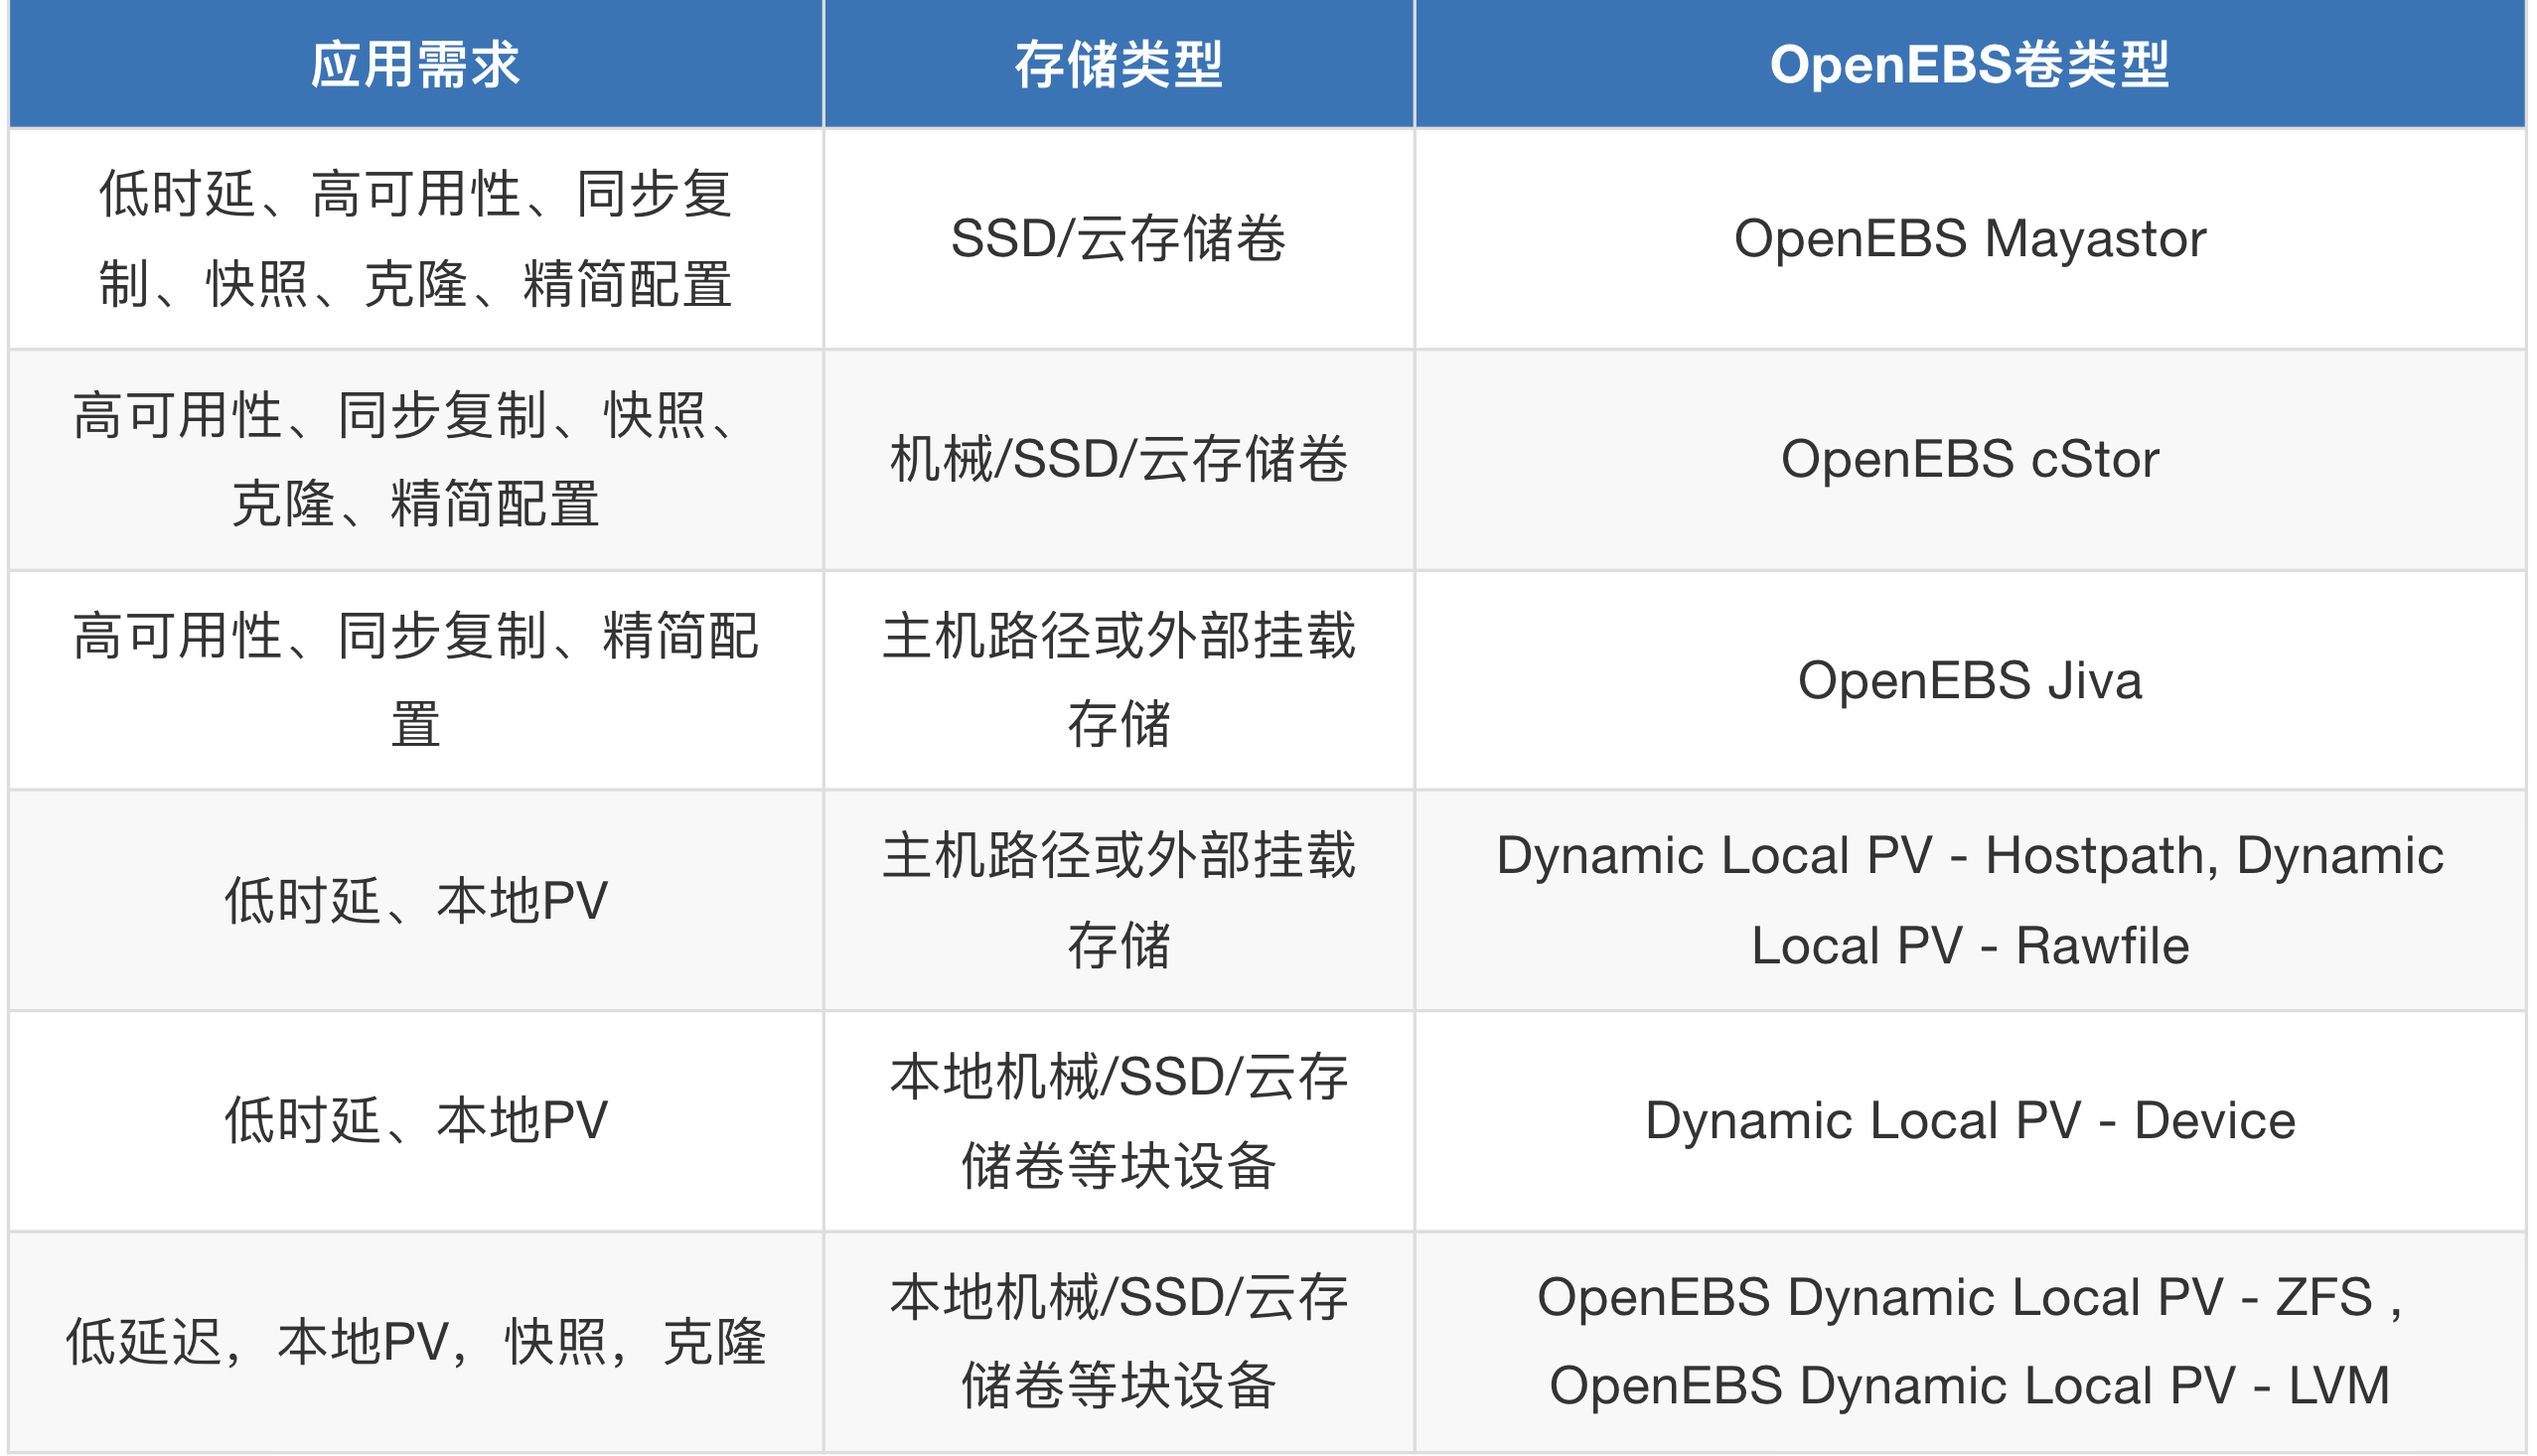 应用需求
存储类型
OpenEBS卷类型
低时延、高可用性、同步复
制、快照、克隆、精简配置
SSD/云存储卷
OpenEBS Mayastor
高可用性、同步复制、快照、
克隆、精简配置
机械/SSD/云存储卷
OpenEBS cStor
高可用性、同步复制、精简配
置
主机路径或外部挂载
存储
OpenEBS Jiva
低时延、本地PV
主机路径或外部挂载
存储
Dynamic Local PV - Hostpath, Dynamic
Local PV - Rawfile
低时延、本地PV
本地机械/SSD/云存
储卷等块设备
Dynamic Local PV - Device
低延迟，本地PV，快照，克隆
本地机械/SSD/云存
储卷等块设备
OpenEBS Dynamic Local PV - ZFS ,
OpenEBS Dynamic Local PV - LVM